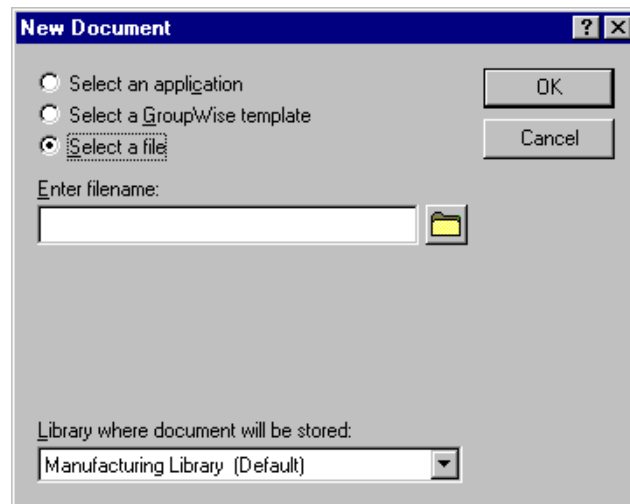 New Document
Select an application
Select a GroupWise template
Select a file
OK
Cancel
Enter filename:
Library where document will be stored:
Manufacturing Library (Default)